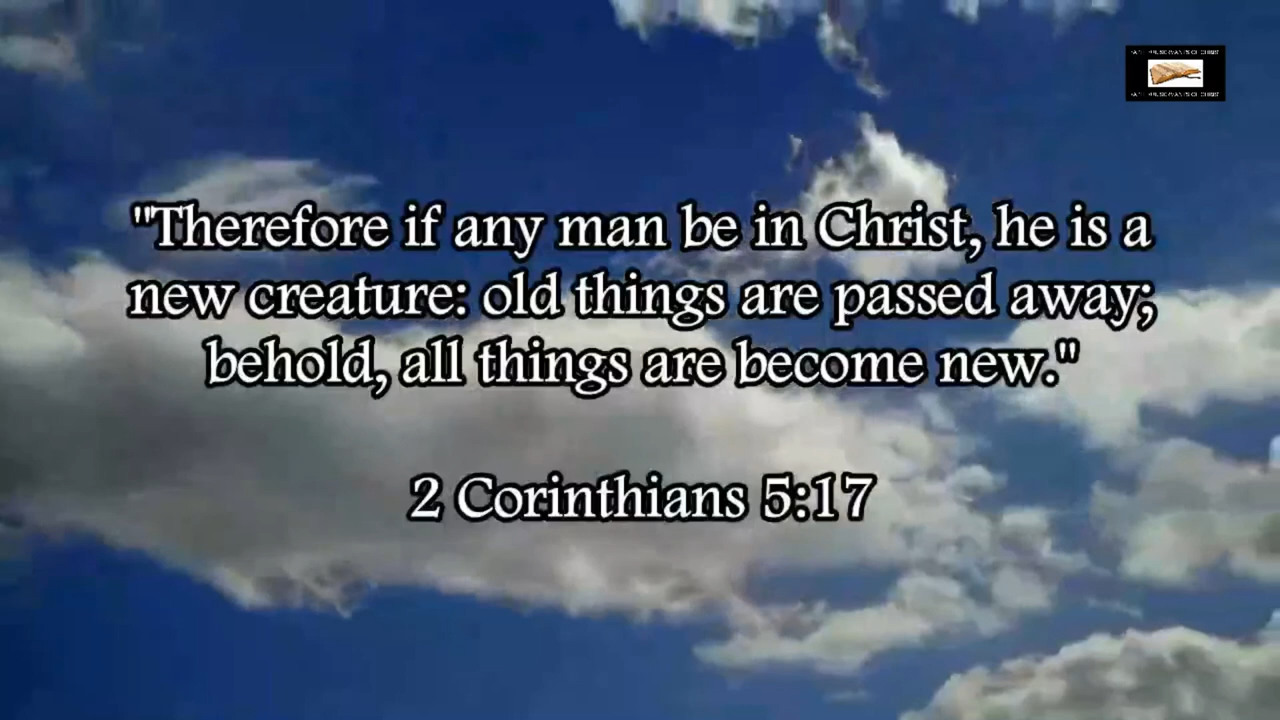 "Therefore if any man be in Christ, he is a
new creature: old things are passed away;
behold, all things are become new."
2 Corinthians 5:17